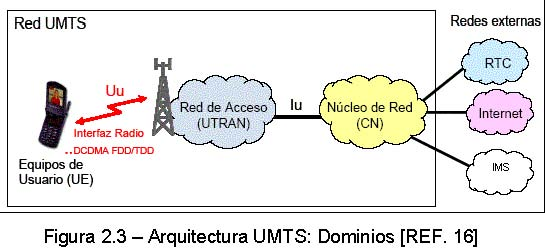 Red UMTS
Redes externas
Uu
Interfaz Radio
..DCDMA FDD/TDD
Equipos de
Usuario (UE)
Red de Acceso
(UTRAN)
Iu
Núcleo de Red
(CN)
RTC
Internet
IMS
Figura 2.3 – Arquitectura UMTS: Dominios [REF. 16]